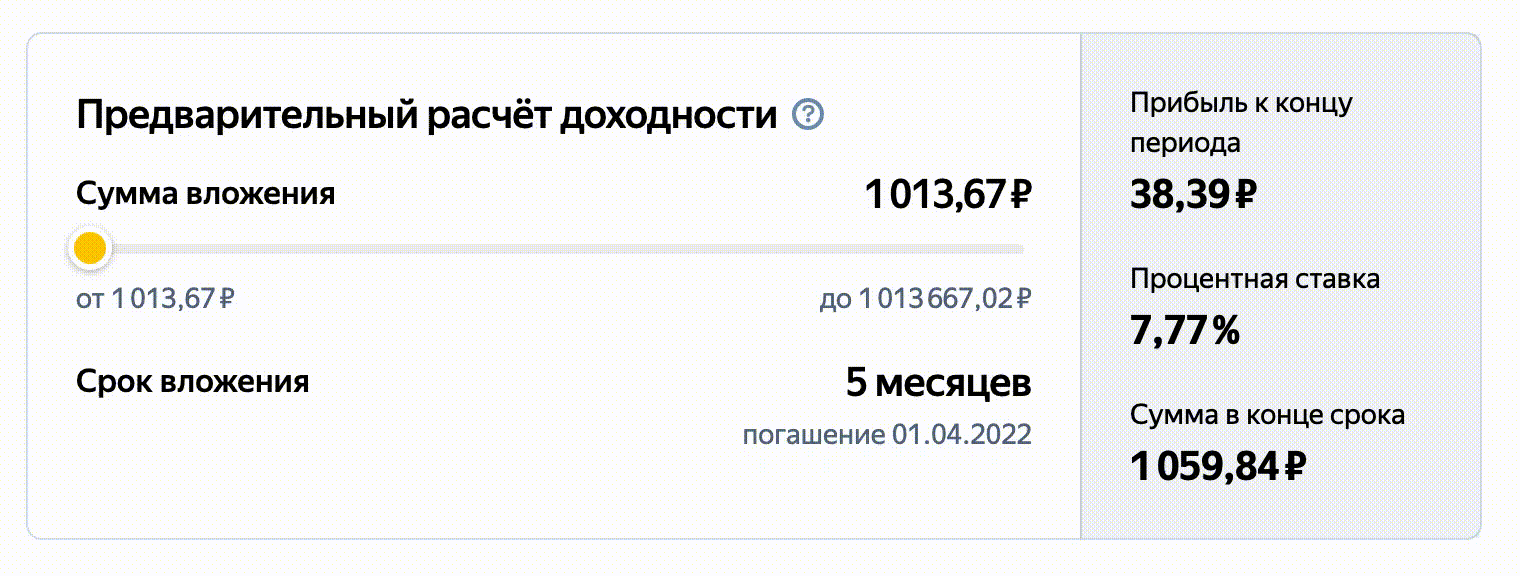 Предварительный расчёт доходности ?
Сумма вложения 1 013,67 ₽
от 1 013,67 ₽ до 1 013 667,02 ₽
Срок вложения 5 месяцев
погашение 01.04.2022
Прибыль к концу
периода
38,39 ₽
Процентная ставка
7,77 %
Сумма в конце срока
1 059,84 ₽